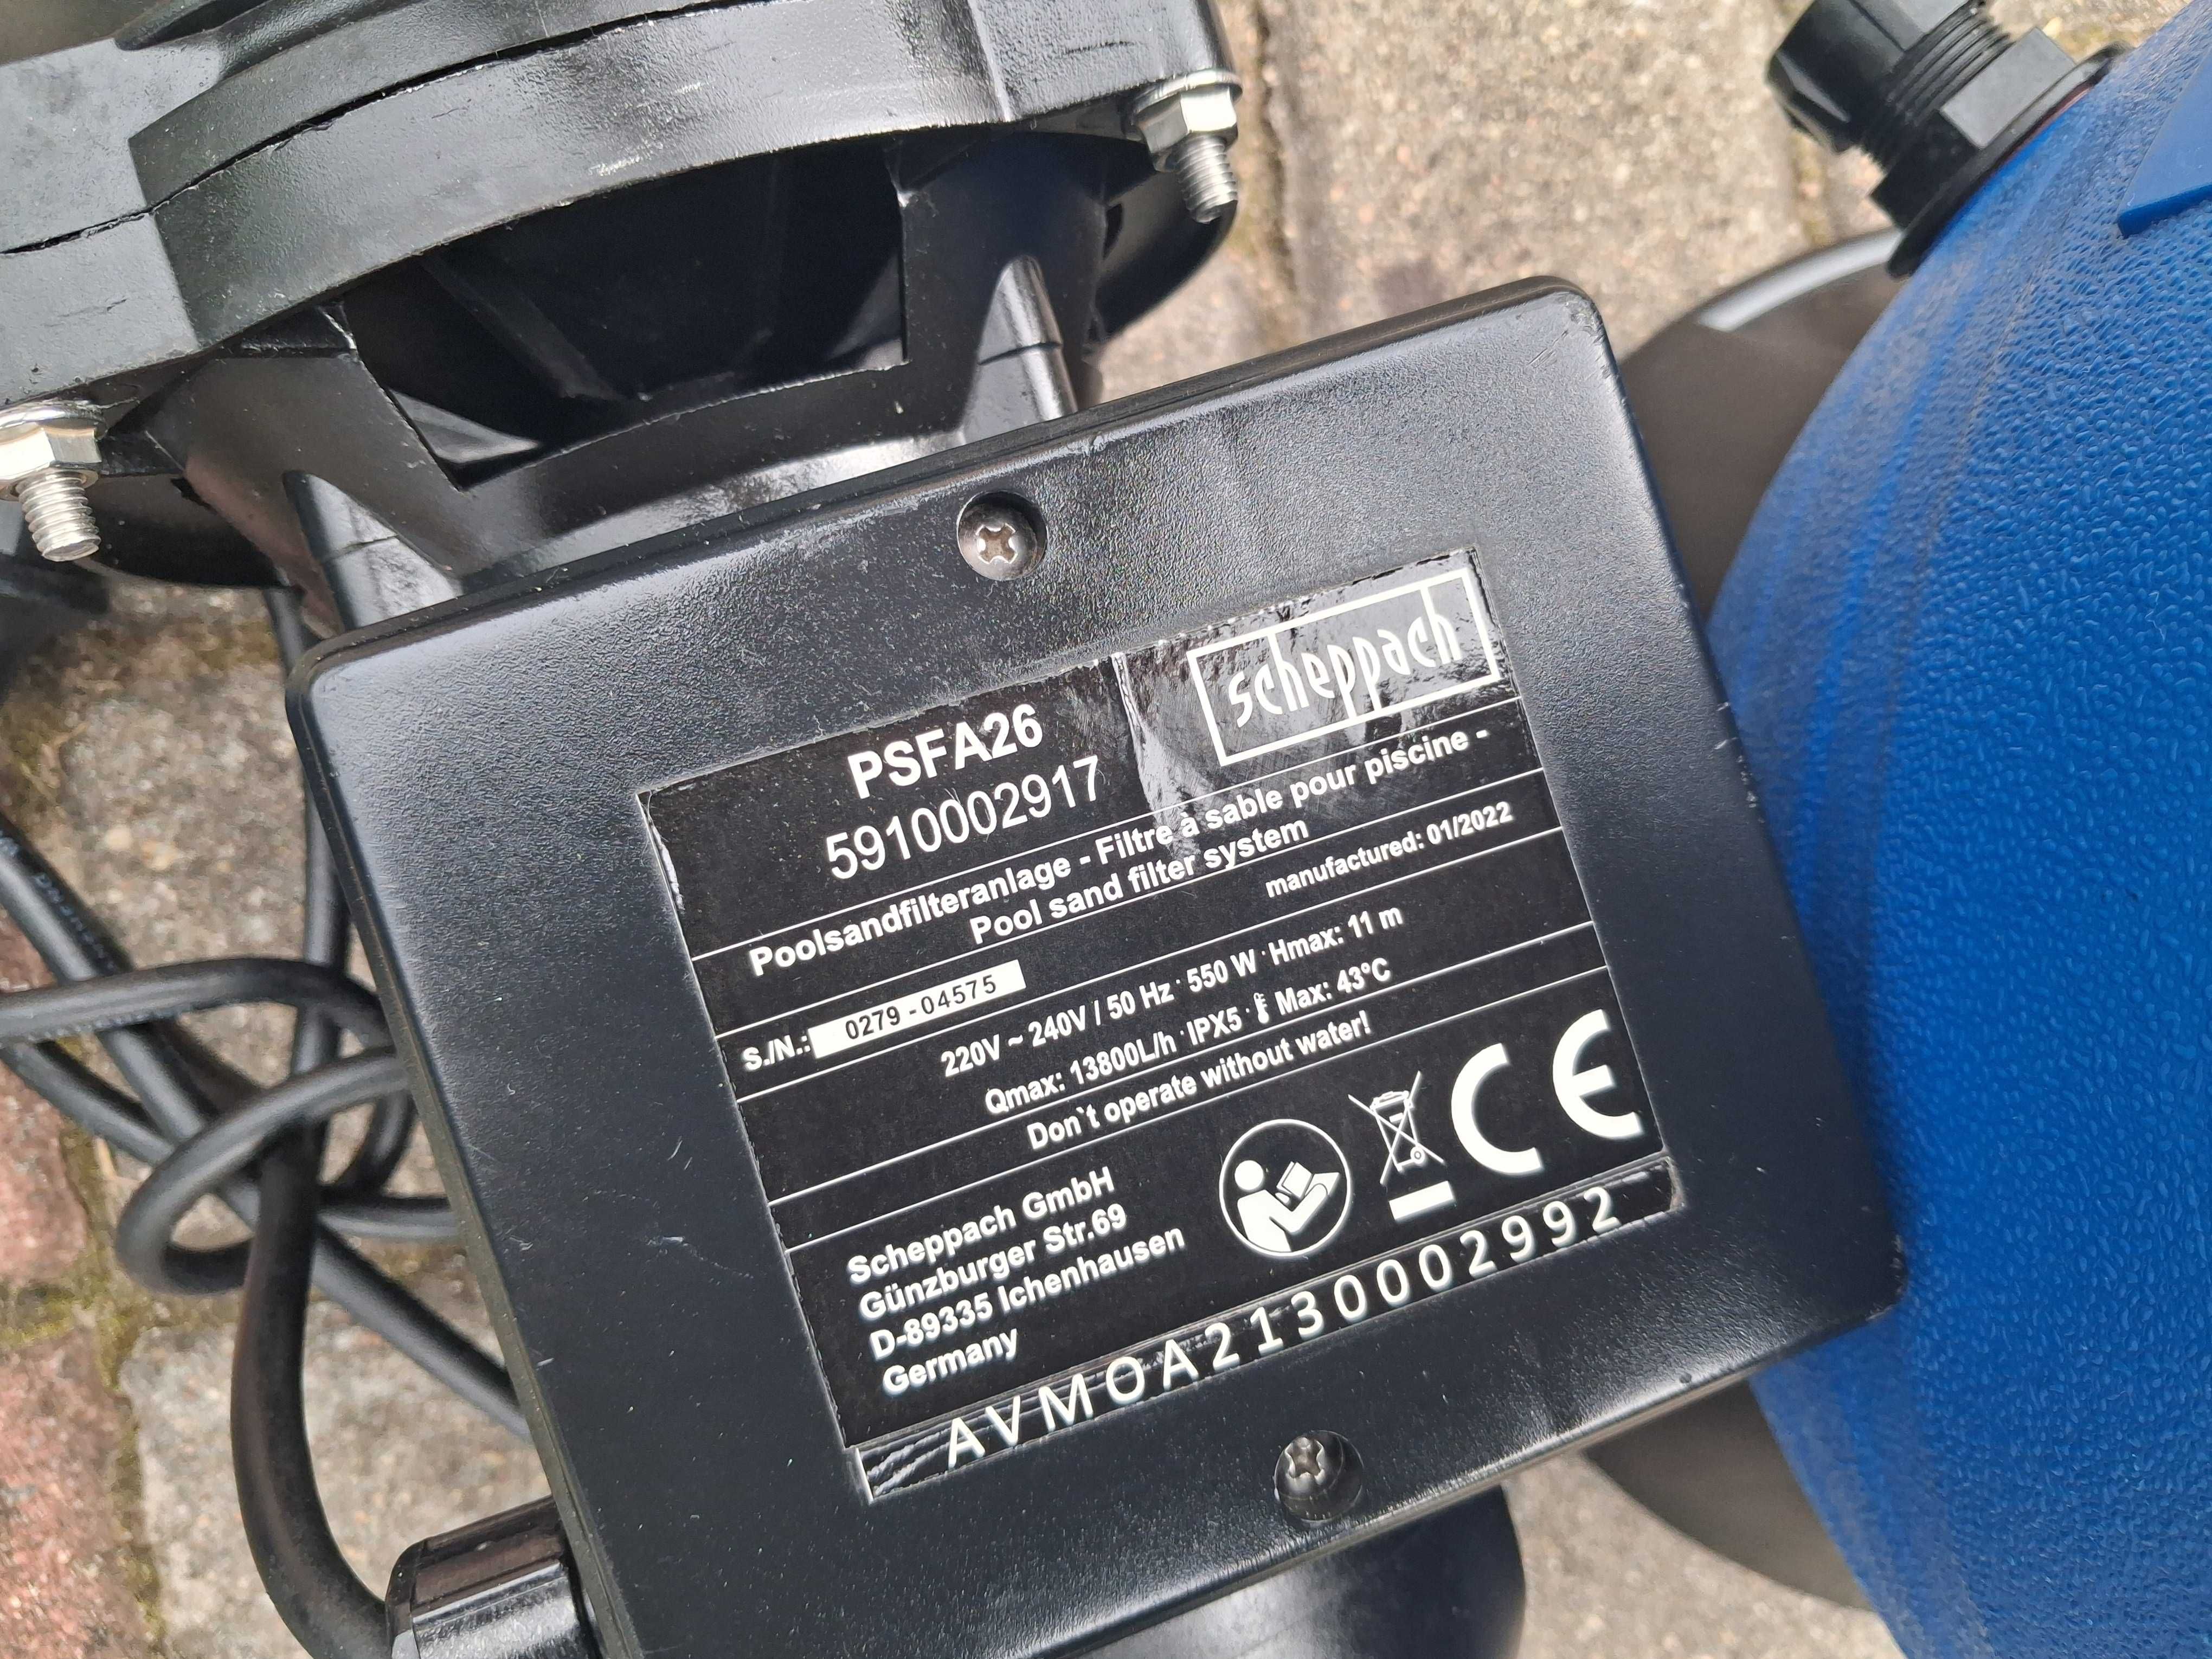 PSFA26
scheppach
5910002917
Poolsandfilteranlage - Filtre à sable pour piscine -
Pool sand filter system
manufactured: 01/2022
S./N.: 0279 - 04575
220V ~ 240V / 50 Hz · 550 W · Hmax: 11 m
Qmax: 13800L/h · IPX5 · Max: 43°C
Don`t operate without water!
Scheppach GmbH
Günzburger Str.69
D-89335 Ichenhausen
Germany
CE
AVMOA2130002992